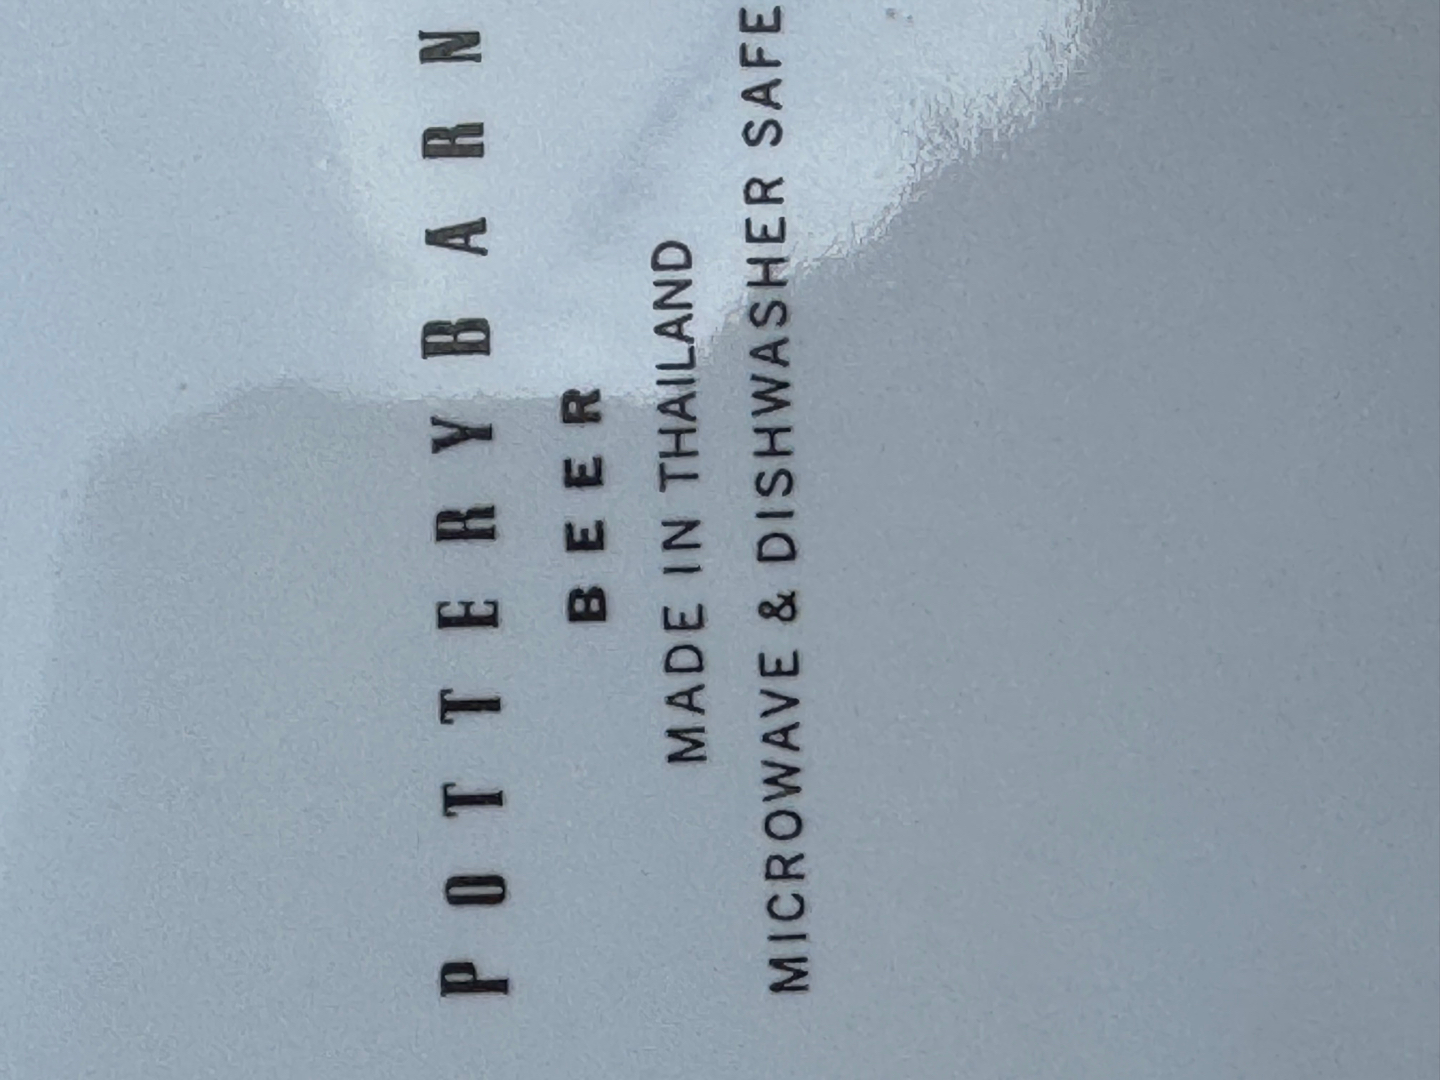 POTTERY BARN
BEER
MADE IN THAILAND
MICROWAVE & DISHWASHER SAFE